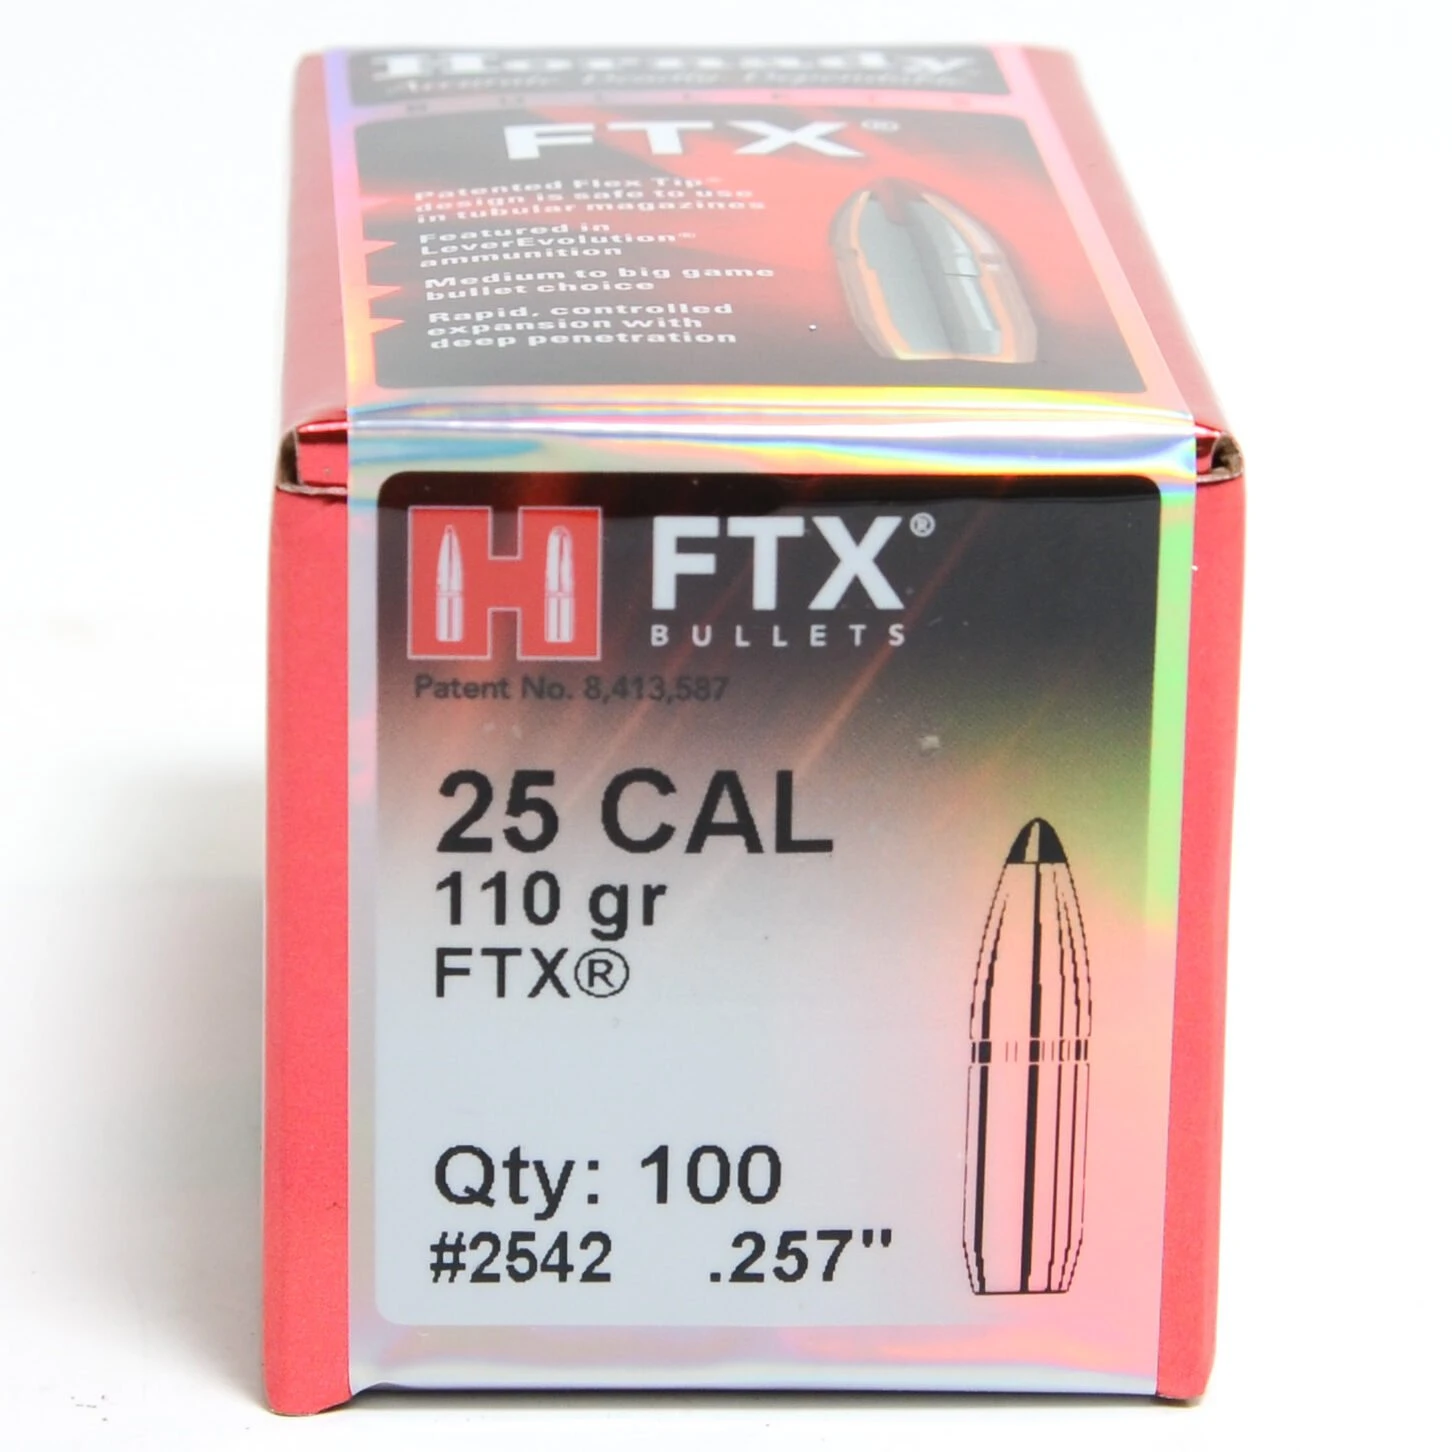 Hornady
Accurate. Deadly. Dependable.
BULLETS
FTX®
Patented Flex Tip®
design is safe to use
in tubular magazines
Featured in
LeverEvolution®
ammunition
Medium to big game
bullet choice
Rapid, controlled
expansion with
deep penetration
H FTX®
BULLETS
Patent No. 8,413,587
25 CAL
110 gr
FTX®
Qty: 100
#2542 .257"